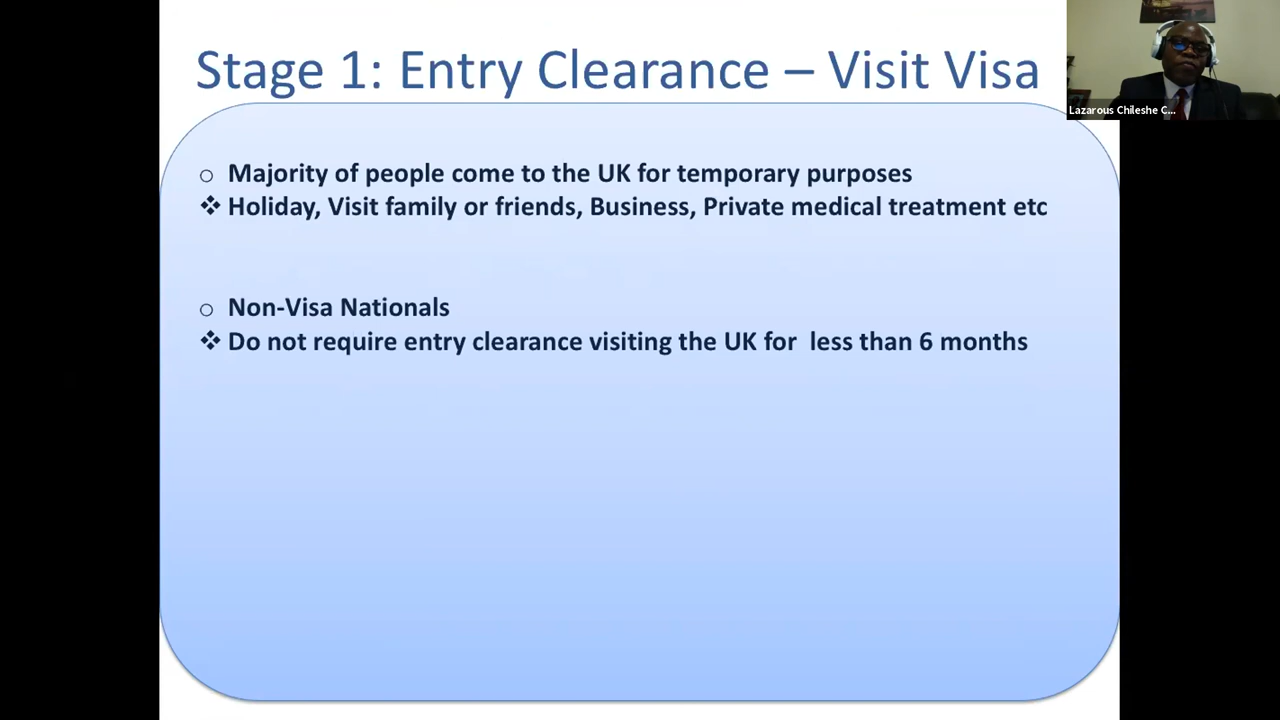 Stage 1: Entry Clearance – Visit Visa
Lazarous Chileshe C...
○ Majority of people come to the UK for temporary purposes
❖ Holiday, Visit family or friends, Business, Private medical treatment etc
○ Non-Visa Nationals
❖ Do not require entry clearance visiting the UK for less than 6 months